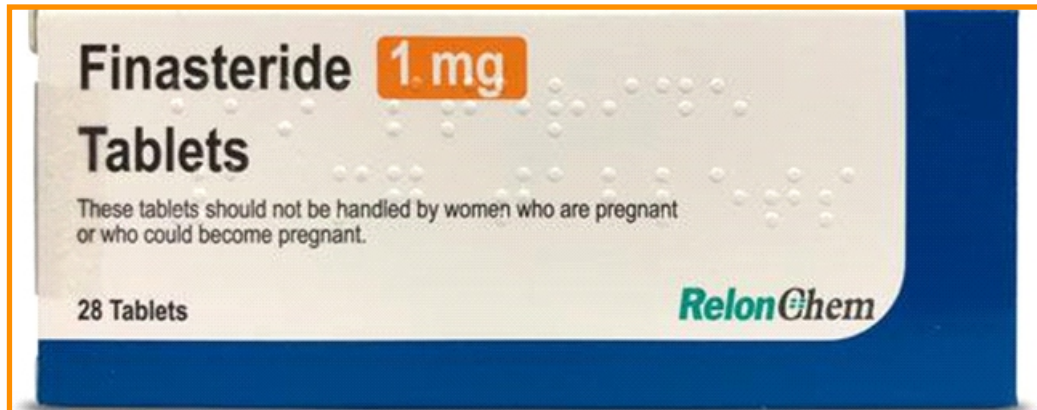 Finasteride 1 mg
Tablets
These tablets should not be handled by women who are pregnant
or who could become pregnant.
28 Tablets
RelonChem